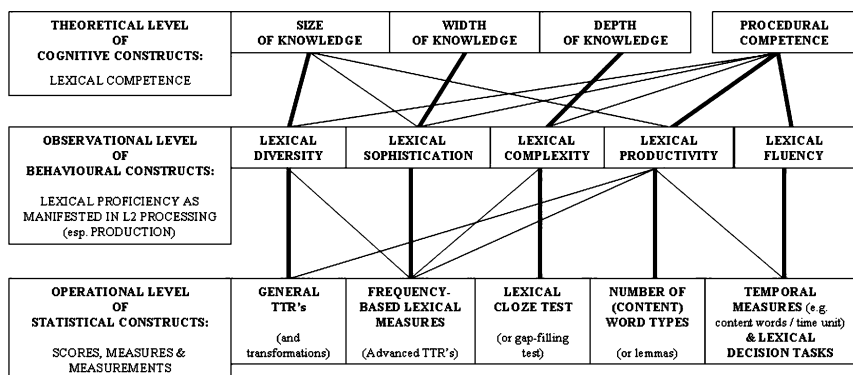 THEORETICAL LEVEL
OF
COGNITIVE CONSTRUCTS:
LEXICAL COMPETENCE
SIZE
OF KNOWLEDGE
WIDTH
OF KNOWLEDGE
DEPTH
OF KNOWLEDGE
PROCEDURAL
COMPETENCE
OBSERVATIONAL LEVEL
OF
BEHAVIOURAL CONSTRUCTS:
LEXICAL PROFICIENCY AS
MANIFESTED IN L2 PROCESSING
(esp. PRODUCTION)
LEXICAL
DIVERSITY
LEXICAL
SOPHISTICATION
LEXICAL
COMPLEXITY
LEXICAL
PRODUCTIVITY
LEXICAL
FLUENCY
OPERATIONAL LEVEL
OF
STATISTICAL CONSTRUCTS:
SCORES, MEASURES &
MEASUREMENTS
GENERAL
TTR's
(and
transformations)
FREQUENCY-
BASED LEXICAL
MEASURES
(Advanced TTR's)
LEXICAL
CLOZE TEST
(or gap-filling
test)
NUMBER OF
(CONTENT)
WORD TYPES
(or lemmas)
TEMPORAL
MEASURES (e.g.
content words / time unit)
& LEXICAL
DECISION TASKS